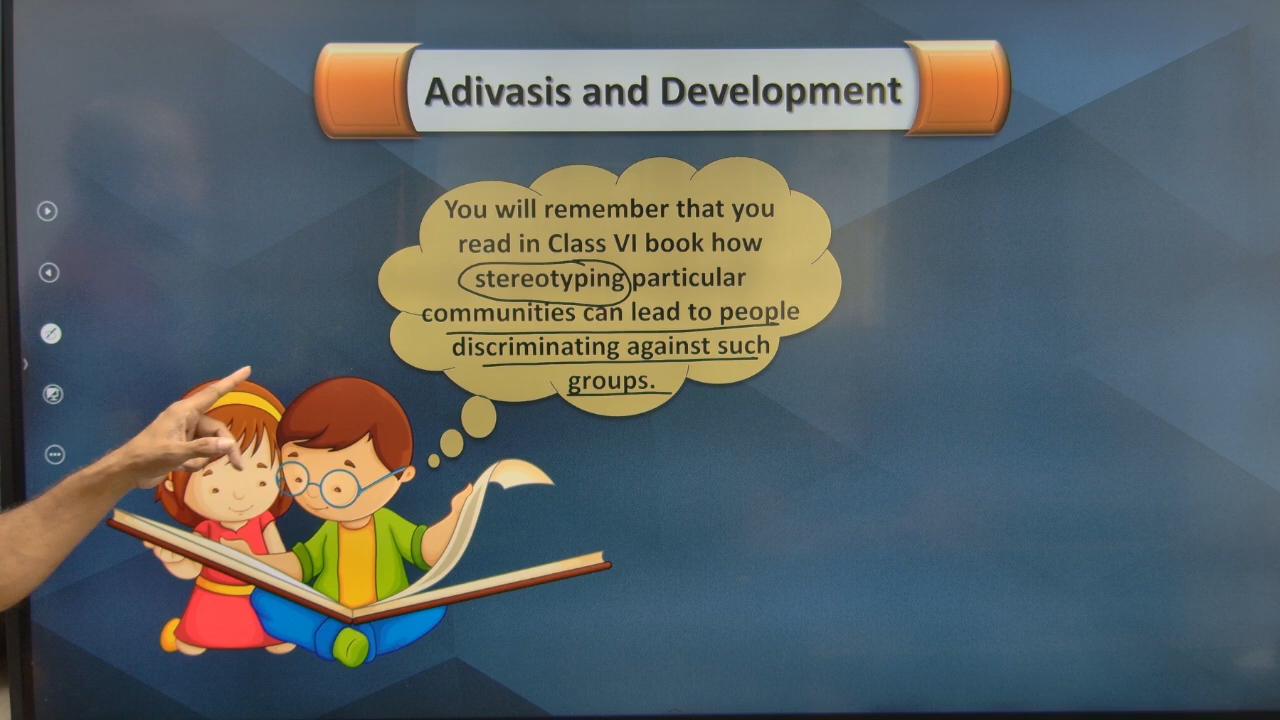 Adivasis and Development
You will remember that you
read in Class VI book how
stereotyping particular
communities can lead to people
discriminating against such
groups.